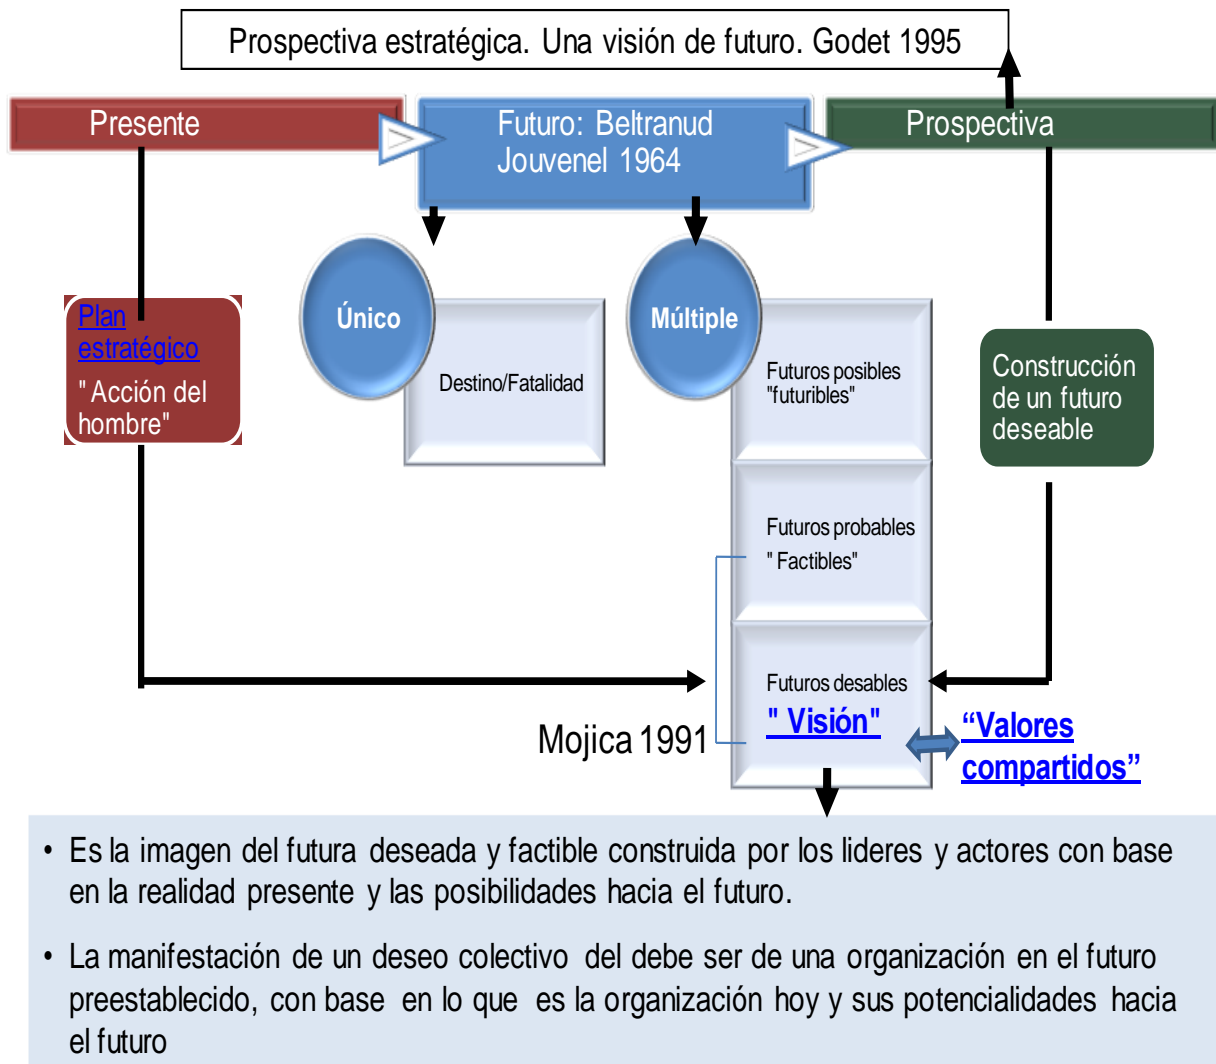 Prospectiva estratégica. Una visión de futuro. Godet 1995
Presente
Futuro: Beltranud
Jouvenel 1964
Prospectiva
Plan
estratégico
" Acción del
hombre"
Único
Destino/Fatalidad
Múltiple
Futuros posibles
"futuribles"
Futuros probables
" Factibles"
Futuros desables
" Visión"
Construcción
de un futuro
deseable
Mojica 1991
“Valores
compartidos”
• Es la imagen del futura deseada y factible construida por los lideres y actores con base
en la realidad presente y las posibilidades hacia el futuro.
• La manifestación de un deseo colectivo del debe ser de una organización en el futuro
preestablecido, con base en lo que es la organización hoy y sus potencialidades hacia
el futuro